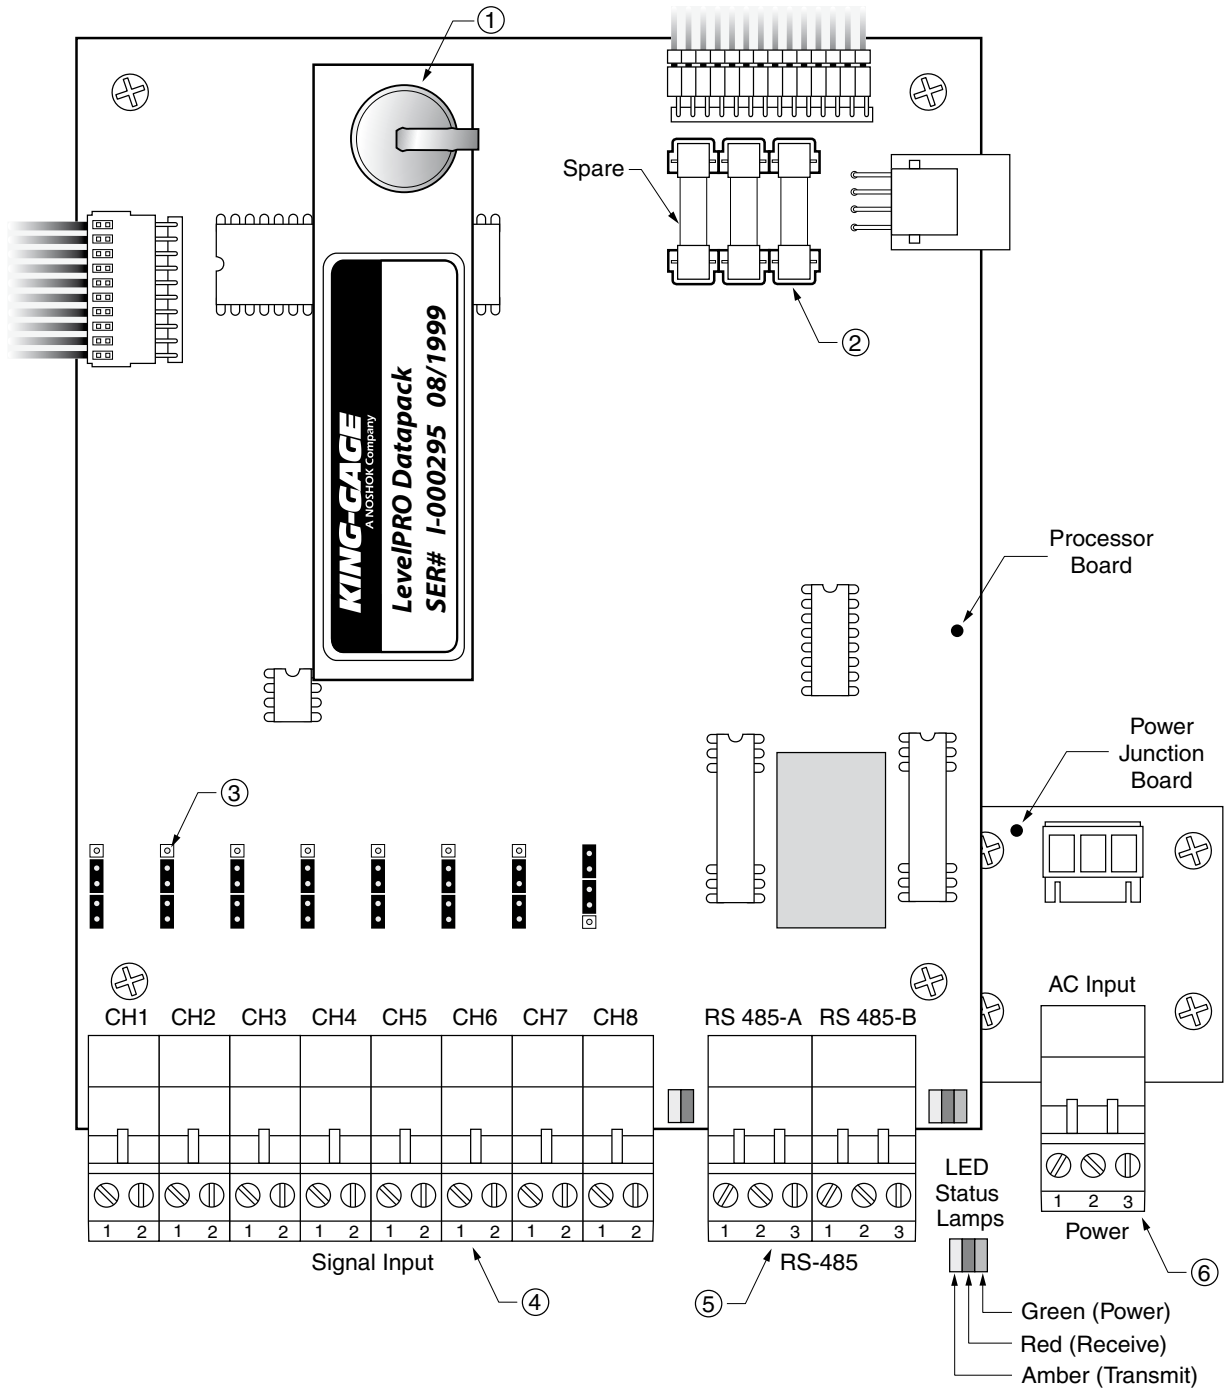 1
Spare
2
KING-GAGE
A NOSHOK Company
LevelPRO Datapack
SER# I-000295 08/1999
Processor
Board
Power
Junction
Board
3
AC Input
CH1 CH2 CH3 CH4 CH5 CH6 CH7 CH8 RS 485-A RS 485-B
LED
Status
Lamps
1 2 1 2 1 2 1 2 1 2 1 2 1 2 1 2 1 2 3 1 2 3
1 2 3
Signal Input
RS-485
Power
4
5
6
Green (Power)
Red (Receive)
Amber (Transmit)